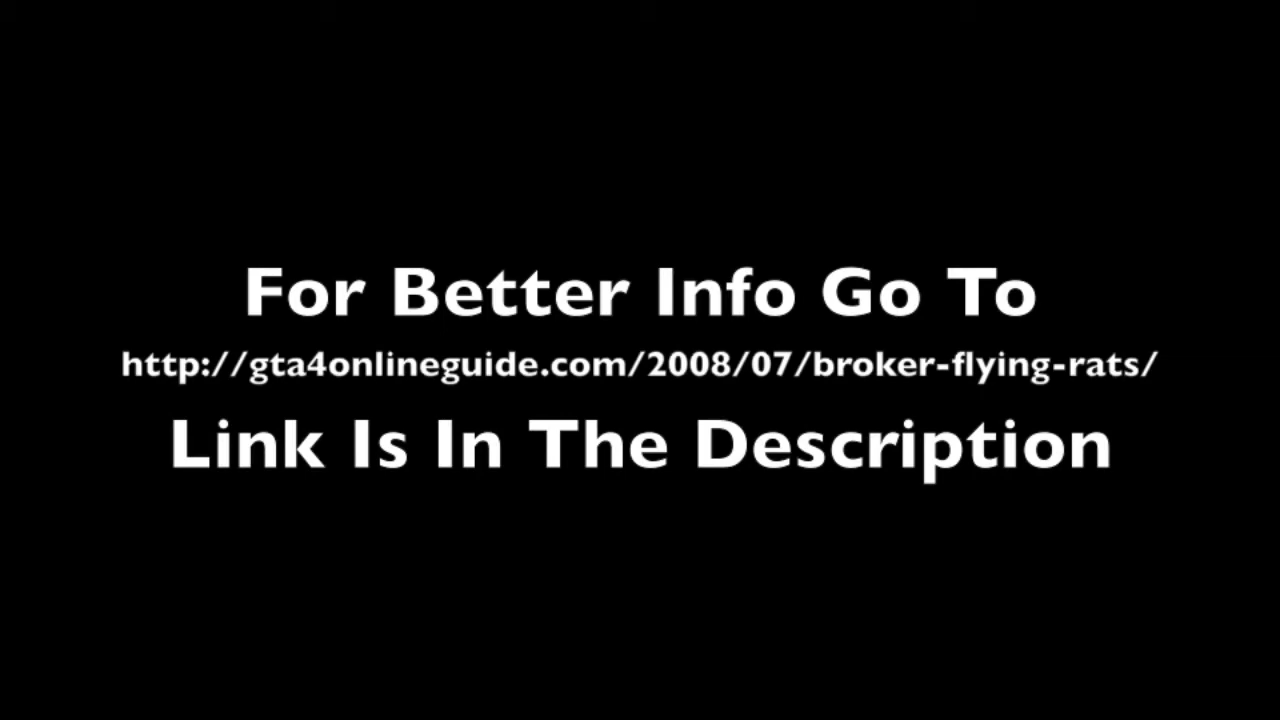 For Better Info Go To
http://gta4onlineguide.com/2008/07/broker-flying-rats/
Link Is In The Description